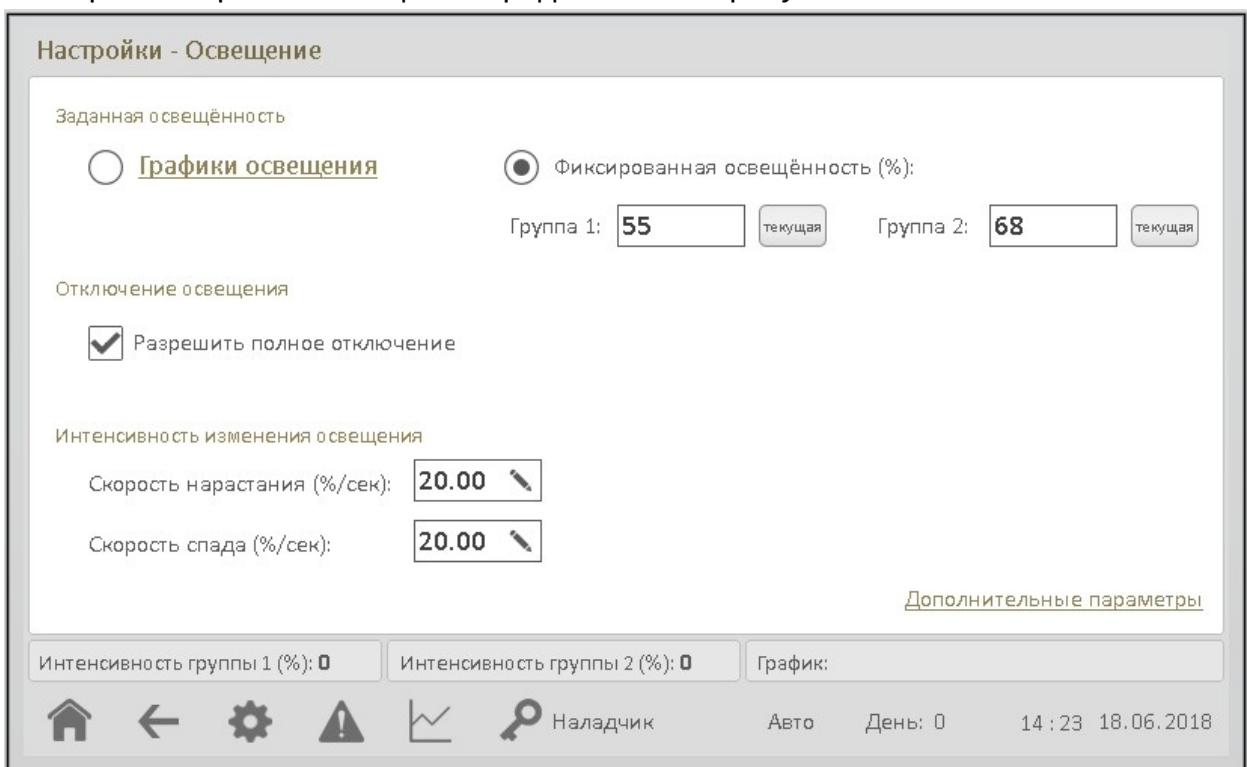 Настройки - Освещение
Заданная освещённость
Графики освещения
Фиксированная освещённость (%):
Группа 1: 55 текущая Группа 2: 68 текущая
Отключение освещения
Разрешить полное отключение
Интенсивность изменения освещения
Скорость нарастания (%/сек): 20.00
Скорость спада (%/сек): 20.00
Дополнительные параметры
Интенсивность группы 1 (%): 0 Интенсивность группы 2 (%): 0 График:
Наладчик Авто День: 0 14 : 23 18.06.2018